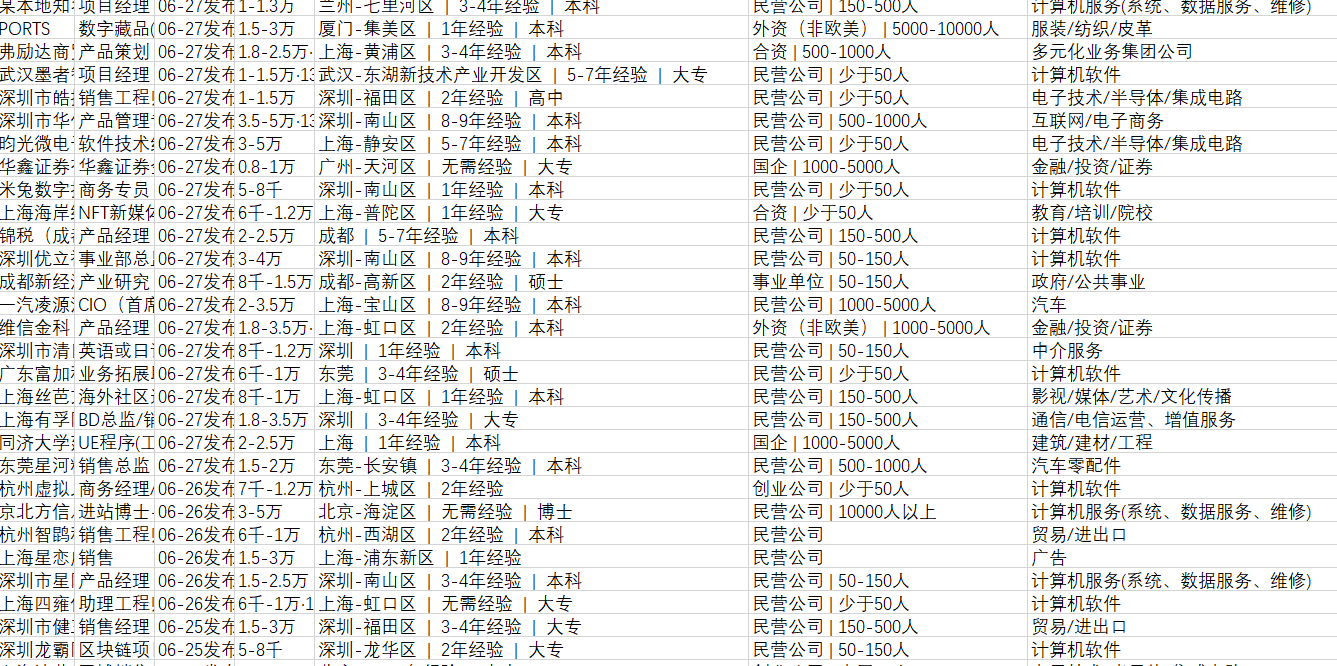 某本地知 项目经理 06-27发布 1-1.3万 兰州-七里河区 | 3-4年经验 | 本科 民营公司 | 150-500人 计算机服务(系统、数据服务、维修)
PORTS 数字藏品( 06-27发布 1.5-3万 厦门-集美区 | 1年经验 | 本科 外资（非欧美） | 5000-10000人 服装/纺织/皮革
弗励达商 产品策划 06-27发布 1.8-2.5万· 上海-黄浦区 | 3-4年经验 | 本科 合资 | 500-1000人 多元化业务集团公司
武汉墨者 项目经理 06-27发布 1-1.5万·13 武汉-东湖新技术产业开发区 | 5-7年经验 | 大专 民营公司 | 少于50人 计算机软件
深圳市皓 销售工程 06-27发布 1-1.5万 深圳-福田区 | 2年经验 | 高中 民营公司 | 少于50人 电子技术/半导体/集成电路
深圳市华 产品管理 06-27发布 3.5-5万·13 深圳-南山区 | 8-9年经验 | 本科 民营公司 | 500-1000人 互联网/电子商务
昀光微电 软件技术 06-27发布 3-5万 上海-静安区 | 5-7年经验 | 本科 民营公司 | 少于50人 电子技术/半导体/集成电路
华鑫证券 华鑫证券 06-27发布 0.8-1万 广州-天河区 | 无需经验 | 大专 国企 | 1000-5000人 金融/投资/证券
米兔数字 商务专员 06-27发布 5-8千 深圳-南山区 | 1年经验 | 本科 民营公司 | 少于50人 计算机软件
上海海岸 NFT新媒体 06-27发布 6千-1.2万 上海-普陀区 | 1年经验 | 大专 合资 | 少于50人 教育/培训/院校
锦税（成 产品经理 06-27发布 2-2.5万 成都 | 5-7年经验 | 本科 民营公司 | 150-500人 计算机软件
深圳优立 事业部总 06-27发布 3-4万 深圳-南山区 | 8-9年经验 | 本科 民营公司 | 50-150人 计算机软件
成都新经 产业研究 06-27发布 8千-1.5万 成都-高新区 | 2年经验 | 硕士 事业单位 | 50-150人 政府/公共事业
一汽凌源 CIO（首席 06-27发布 2-3.5万 上海-宝山区 | 8-9年经验 | 本科 民营公司 | 1000-5000人 汽车
维信金科 产品经理 06-27发布 1.8-3.5万· 上海-虹口区 | 2年经验 | 本科 外资（非欧美） | 1000-5000人 金融/投资/证券
深圳市清 英语或日 06-27发布 8千-1.2万 深圳 | 1年经验 | 本科 民营公司 | 50-150人 中介服务
广东富加 业务拓展 06-27发布 6千-1万 东莞 | 3-4年经验 | 硕士 民营公司 | 少于50人 计算机软件
上海丝芭 海外社区 06-27发布 8千-1万 上海-虹口区 | 1年经验 | 本科 民营公司 | 150-500人 影视/媒体/艺术/文化传播
上海有孚 BD总监/销 06-27发布 1.8-3.5万 深圳 | 3-4年经验 | 大专 民营公司 | 150-500人 通信/电信运营、增值服务
同济大学 UE程序(工 06-27发布 2-2.5万 上海 | 1年经验 | 本科 国企 | 1000-5000人 建筑/建材/工程
东莞星河 销售总监 06-27发布 1.5-2万 东莞-长安镇 | 3-4年经验 | 本科 民营公司 | 500-1000人 汽车零配件
杭州虚拟 商务经理/ 06-26发布 7千-1.2万 杭州-上城区 | 2年经验 创业公司 | 少于50人 计算机软件
京北方信 进站博士- 06-26发布 3-5万 北京-海淀区 | 无需经验 | 博士 民营公司 | 10000人以上 计算机服务(系统、数据服务、维修)
杭州智鹍 销售工程 06-26发布 6千-1万 杭州-西湖区 | 2年经验 | 本科 民营公司 贸易/进出口
上海星恋 销售 06-26发布 1.5-3万 上海-浦东新区 | 1年经验 民营公司 广告
深圳市星 产品经理 06-26发布 1.5-2.5万 深圳-南山区 | 3-4年经验 | 本科 民营公司 | 50-150人 计算机服务(系统、数据服务、维修)
上海四雍 助理工程 06-26发布 6千-1万·1 上海-虹口区 | 无需经验 | 大专 民营公司 | 少于50人 计算机软件
深圳市健 销售经理 06-25发布 1.5-3万 深圳-福田区 | 3-4年经验 | 大专 民营公司 | 150-500人 贸易/进出口
深圳龙霸 区块链项 06-25发布 5-8千 深圳-龙华区 | 2年经验 | 大专 民营公司 | 50-150人 计算机软件